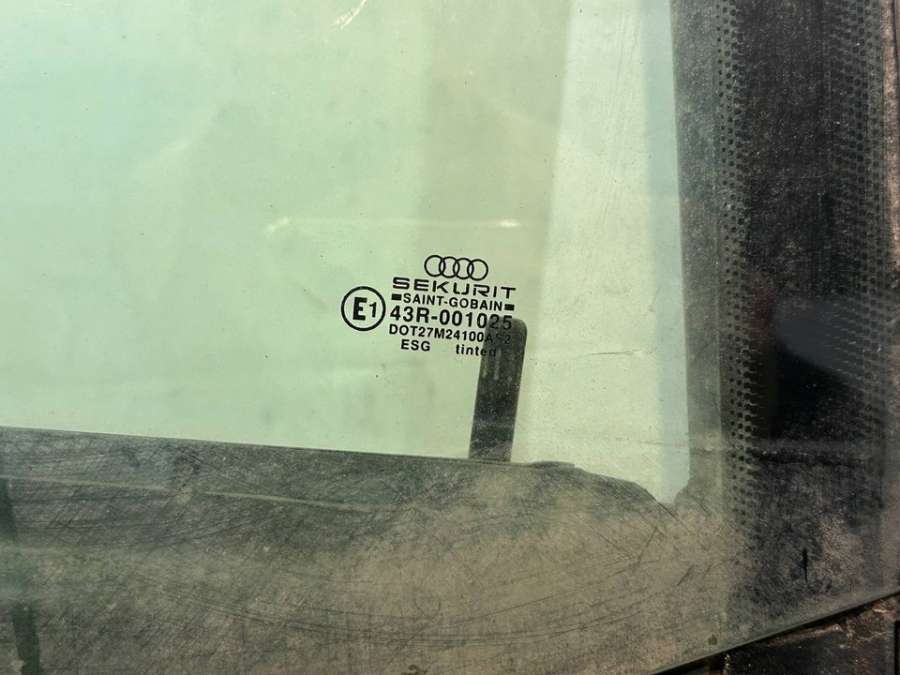 SEKURIT
SAINT-GOBAIN
E1 43R-001025
DOT27M24100AS2
ESG tinted